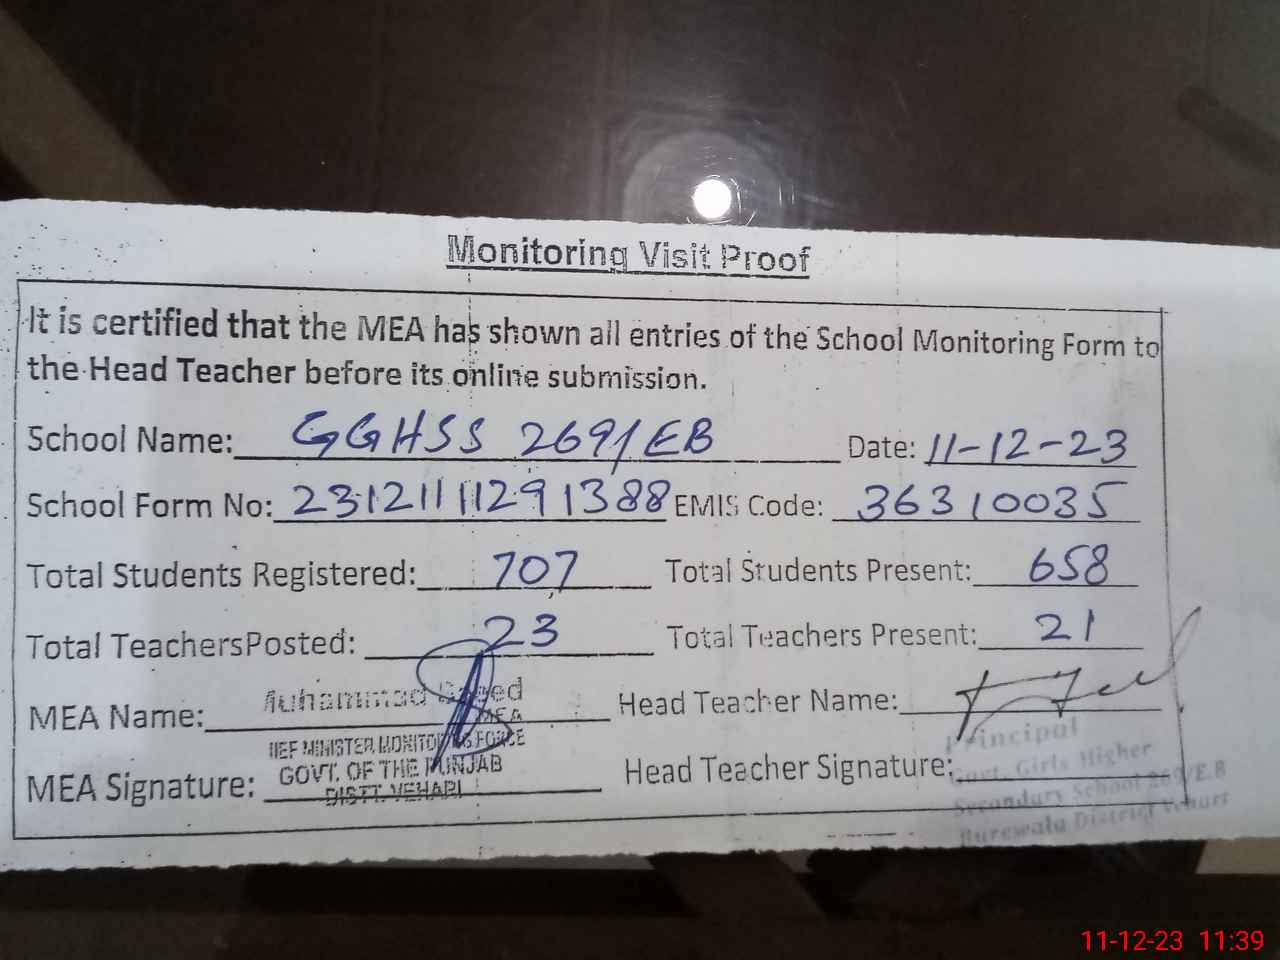 Monitoring Visit Proof
It is certified that the MEA has shown all entries of the School Monitoring Form to
the Head Teacher before its online submission.
School Name: GGHSS 269/EB Date: 11-12-23
School Form No: 231211111291388 EMIS Code: 36310035
Total Students Registered: 707 Total Students Present: 658
Total TeachersPosted: 23 Total Teachers Present: 21
MEA Name: Muhammad MEA Head Teacher Name:
IIEF MINISTER MONITORING FORCE
GOVT. OF THE PUNJAB
DISTT. VEHARI
MEA Signature: Head Teacher Signature:
Principal
Govt. Girls Higher
Secondary School 269/E.B
Burewala District Vehari
11-12-23 11:39